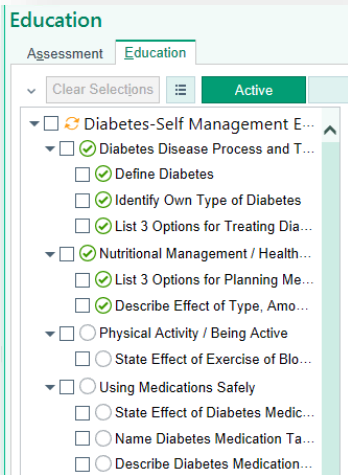 Education
Assessment Education
Clear Selections Active
Diabetes-Self Management E...
Diabetes Disease Process and T...
Define Diabetes
Identify Own Type of Diabetes
List 3 Options for Treating Dia...
Nutritional Management / Health...
List 3 Options for Planning Me...
Describe Effect of Type, Amo...
Physical Activity / Being Active
State Effect of Exercise of Blo...
Using Medications Safely
State Effect of Diabetes Medic...
Name Diabetes Medication Ta...
Describe Diabetes Medication...